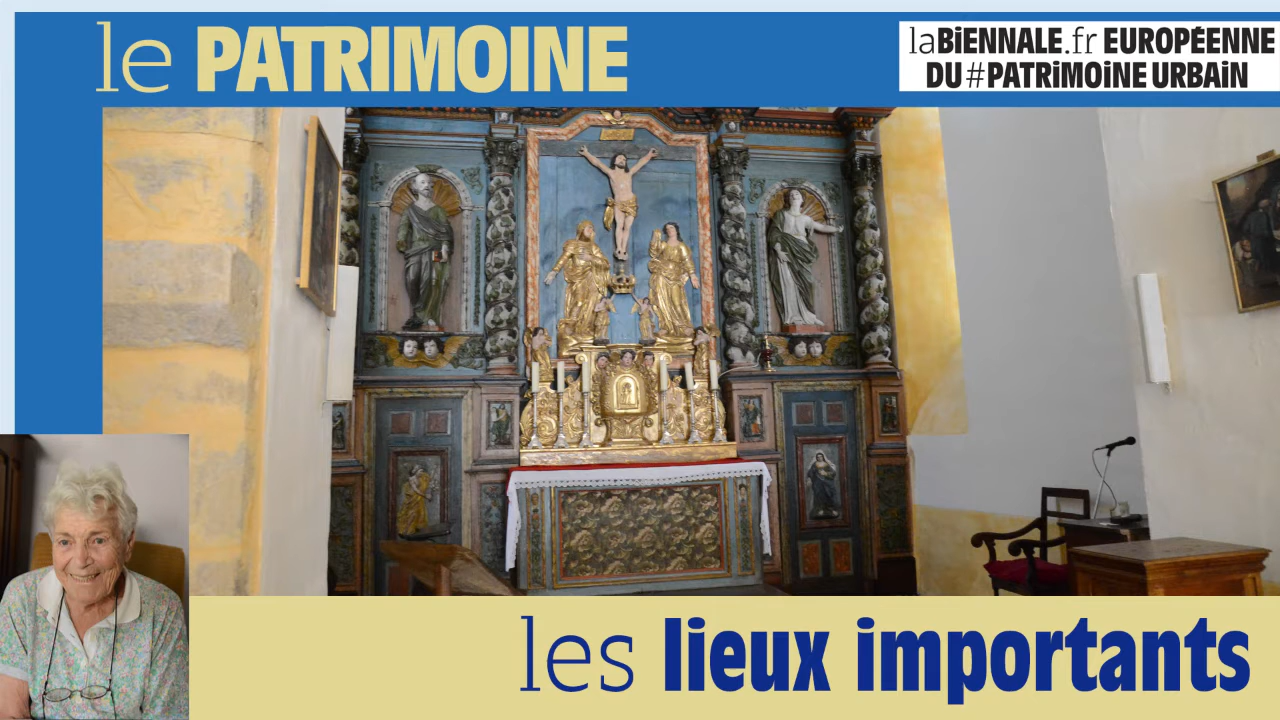 le PATRIMOINE
laBiENNALE.fr EUROPÉENNE
DU #PATRiMOiNE URBAiN
les lieux importants